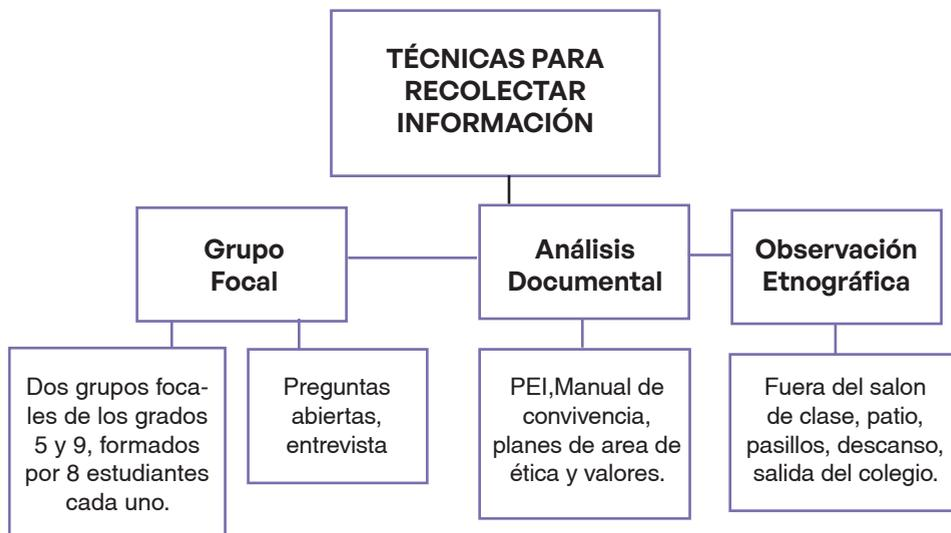 TÉCNICAS PARA
RECOLECTAR
INFORMACIÓN
Grupo
Focal
Análisis
Documental
Observación
Etnográfica
Dos grupos foca-
les de los grados
5 y 9, formados
por 8 estudiantes
cada uno.
Preguntas
abiertas,
entrevista
PEI,Manual de
convivencia,
planes de area de
ética y valores.
Fuera del salon
de clase, patio,
pasillos, descanso,
salida del colegio.